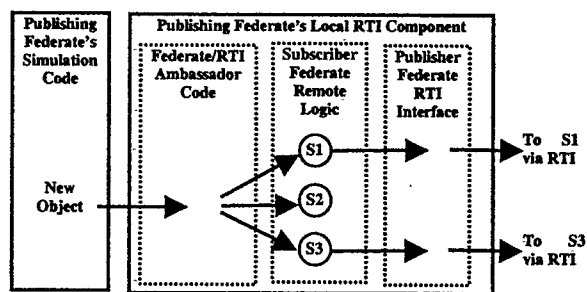 Publishing
Federate's
Simulation
Code
New
Object
Publishing Federate's Local RTI Component
Federate/RTI
Ambassador
Code
Subscriber
Federate
Remote
Logic
S1
S2
S3
Publisher
Federate
RTI
Interface
To S1
via RTI
To S3
via RTI